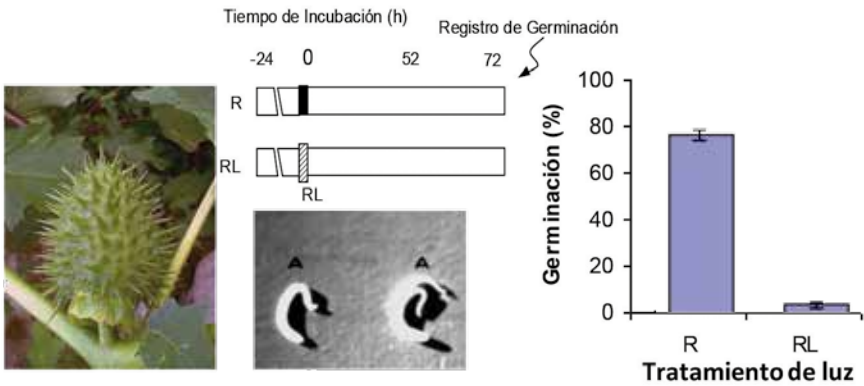 Tiempo de Incubación (h)
Registro de Germinación
-24 0 52 72
R
RL
RL
A A
Germinación (%)
100
80
60
40
20
0
R RL
Tratamiento de luz